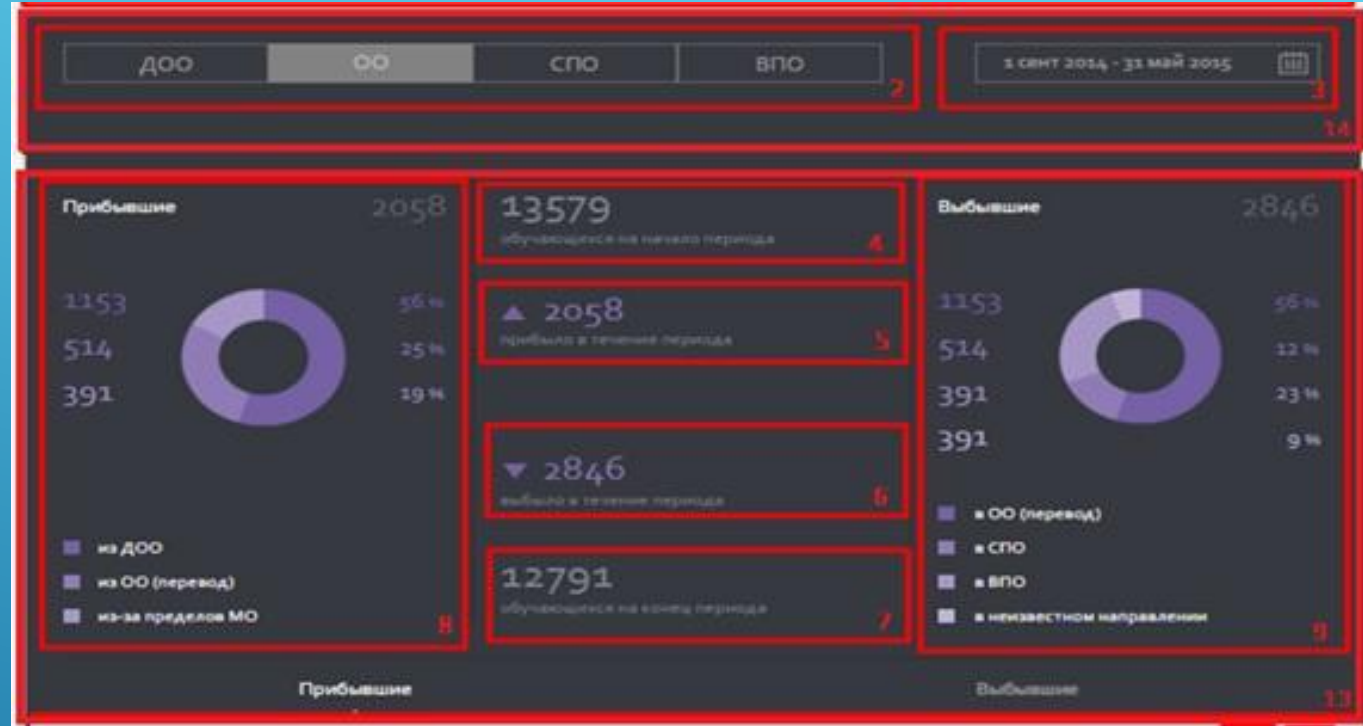 ДОО ОО СПО ВПО
2
1 сент 2014 - 31 май 2015
3
14
Прибывшие 2058
1153 56 %
514 25 %
391 19 %
из ДОО
из ОО (перевод)
из-за пределов МО
8
13579
обучающихся на начало периода
4
▲ 2058
прибыло в течение периода
5
▼ 2846
выбыло в течение периода
6
12791
обучающихся на конец периода
7
Выбывшие 2846
1153 56 %
514 12 %
391 23 %
391 9 %
в ОО (перевод)
в СПО
в ВПО
в неизвестном направлении
9
Прибывшие Выбывшие
13